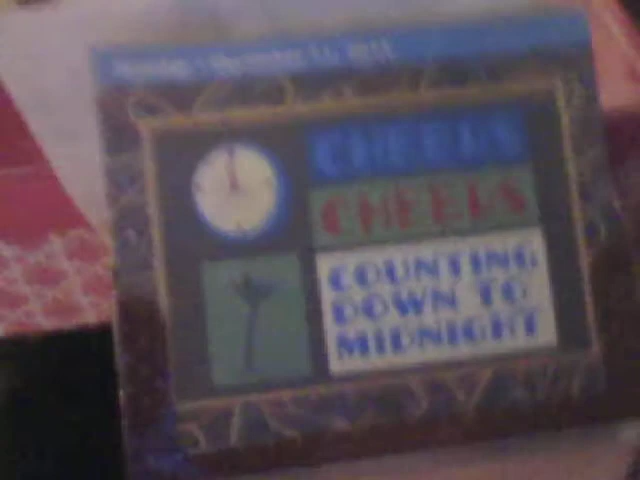 CHEERS
CHEERS
COUNTING
DOWN TO
MIDNIGHT